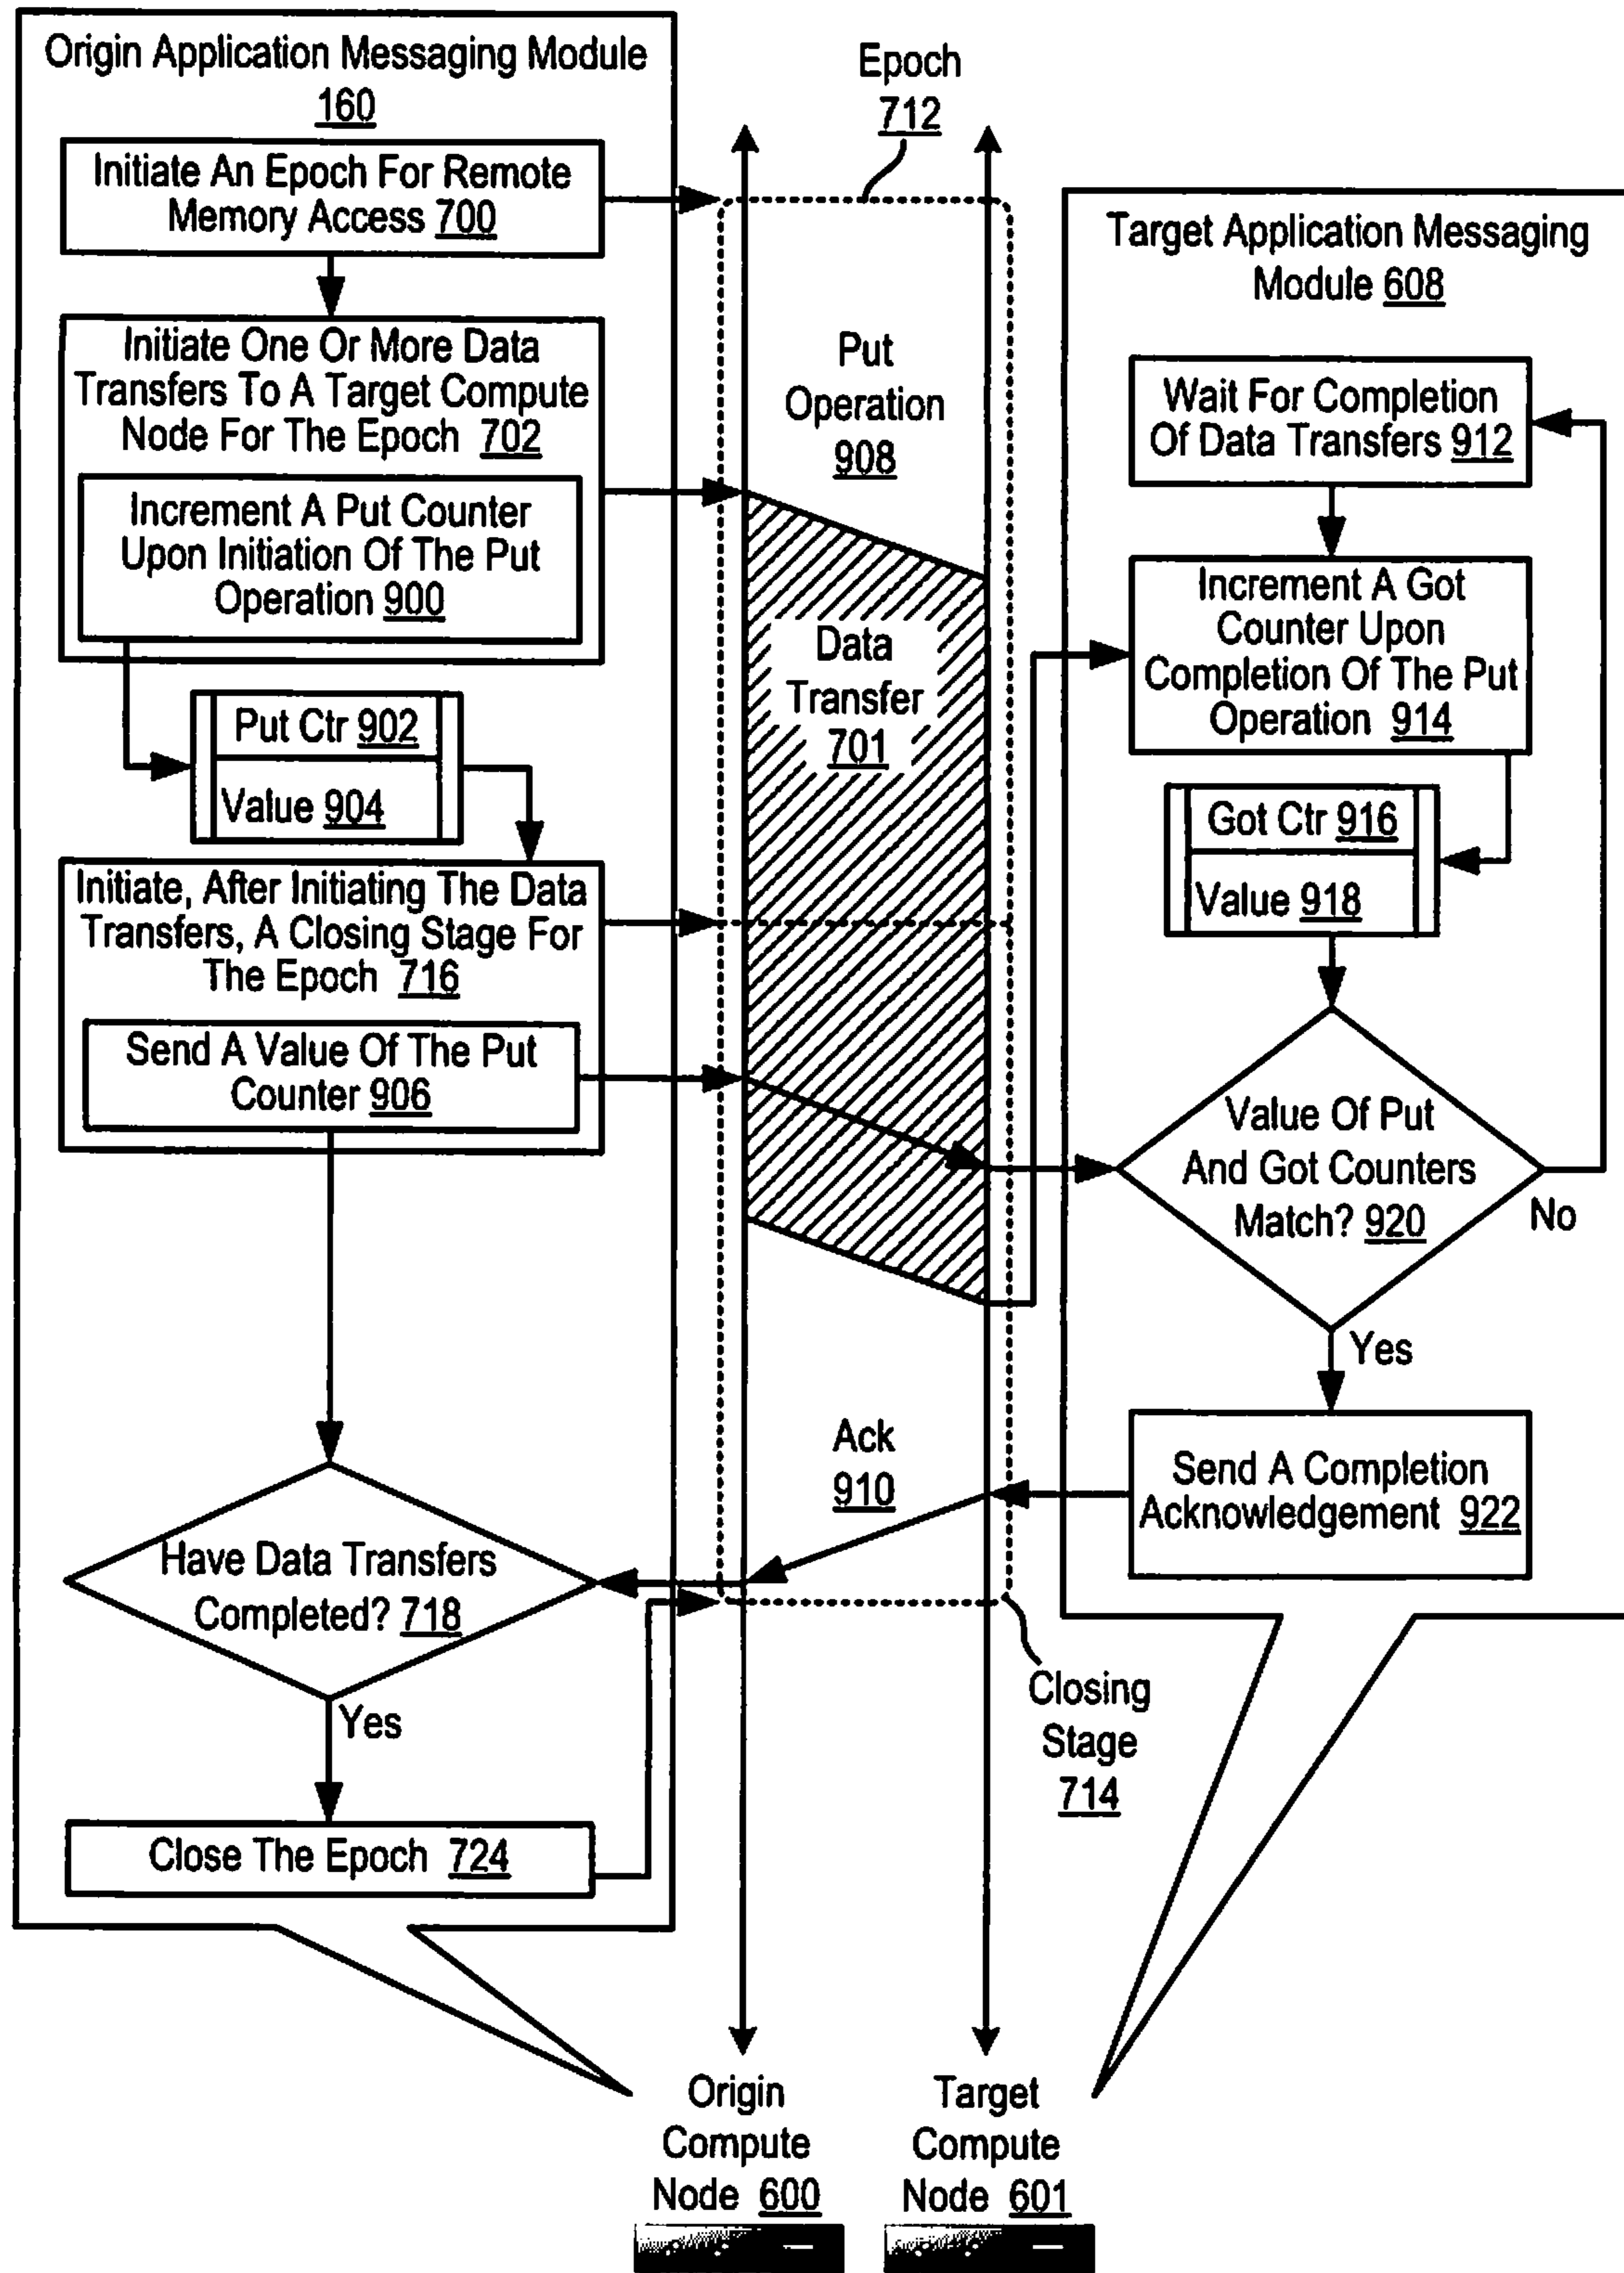 Origin Application Messaging Module
160
Initiate An Epoch For Remote
Memory Access 700
Initiate One Or More Data
Transfers To A Target Compute
Node For The Epoch 702
Increment A Put Counter
Upon Initiation Of The Put
Operation 900
Put Ctr 902
Value 904
Initiate, After Initiating The Data
Transfers, A Closing Stage For
The Epoch 716
Send A Value Of The Put
Counter 906
Have Data Transfers
Completed? 718
Yes
Close The Epoch 724
Epoch
712
Put
Operation
908
Data
Transfer
701
Ack
910
Closing
Stage
714
Target Application Messaging
Module 608
Wait For Completion
Of Data Transfers 912
Increment A Got
Counter Upon
Completion Of The Put
Operation 914
Got Ctr 916
Value 918
Value Of Put
And Got Counters
Match? 920
No
Yes
Send A Completion
Acknowledgement 922
Origin
Compute
Node 600
Target
Compute
Node 601